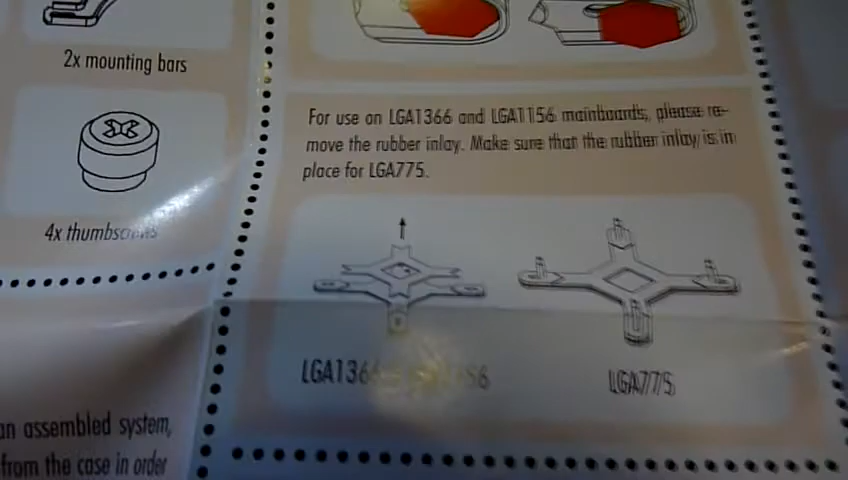 2x mounting bars
4x thumbscrews
For use on LGA1366 and LGA1156 mainboards, please re-
move the rubber inlay. Make sure that the rubber inlay is in
place for LGA775.
LGA1366
LGA775
an assembled system,
from the case in order